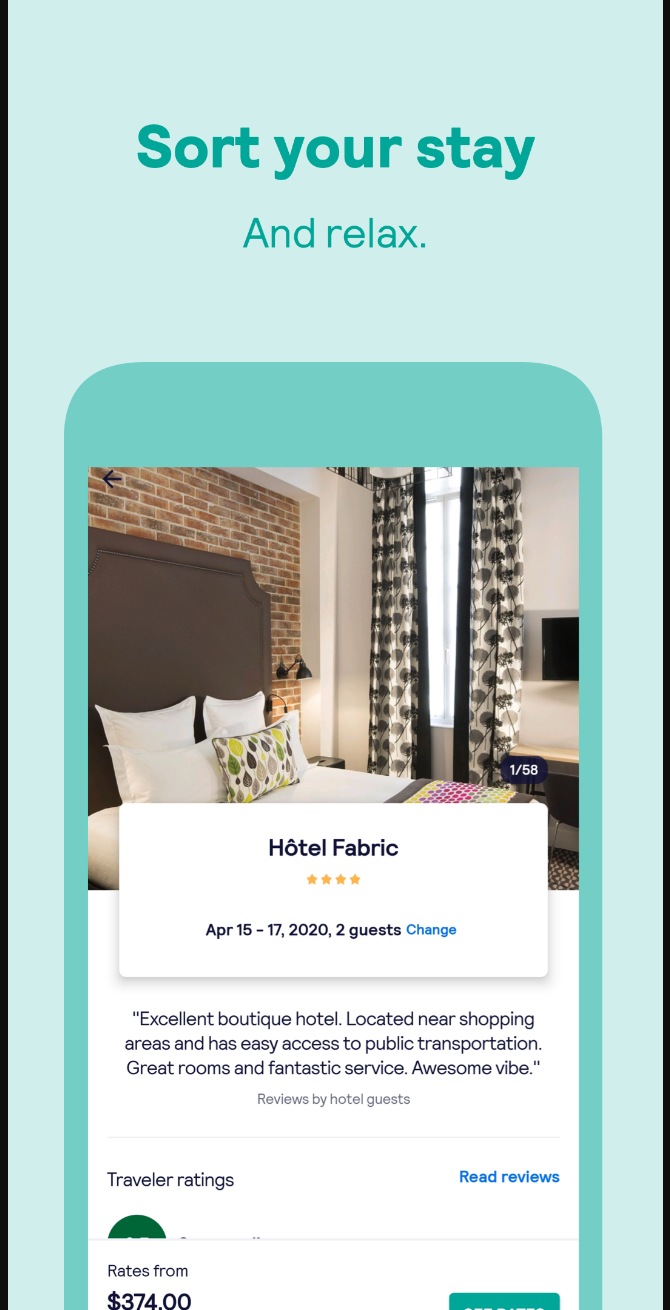 Sort your stay
And relax.
1/58
Hôtel Fabric
Apr 15 - 17, 2020, 2 guests Change
"Excellent boutique hotel. Located near shopping
areas and has easy access to public transportation.
Great rooms and fantastic service. Awesome vibe."
Reviews by hotel guests
Traveler ratings Read reviews
Rates from
$374.00